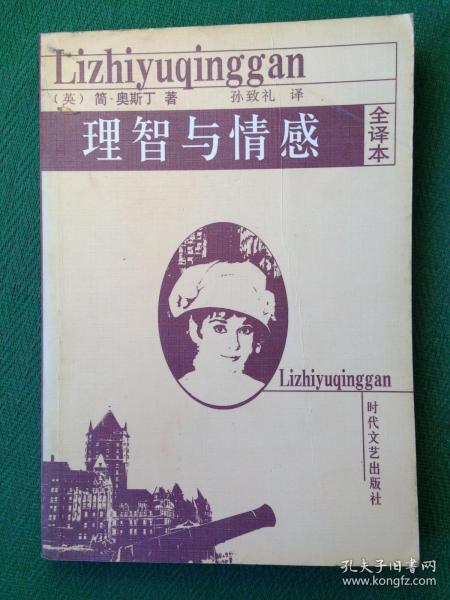 Lizhiyuqinggan
（英）简·奥斯丁 著 孙致礼 译
理智与情感
全译本
Lizhiyuqinggan
时代文艺出版社
孔夫子旧书网
www.kongfz.com